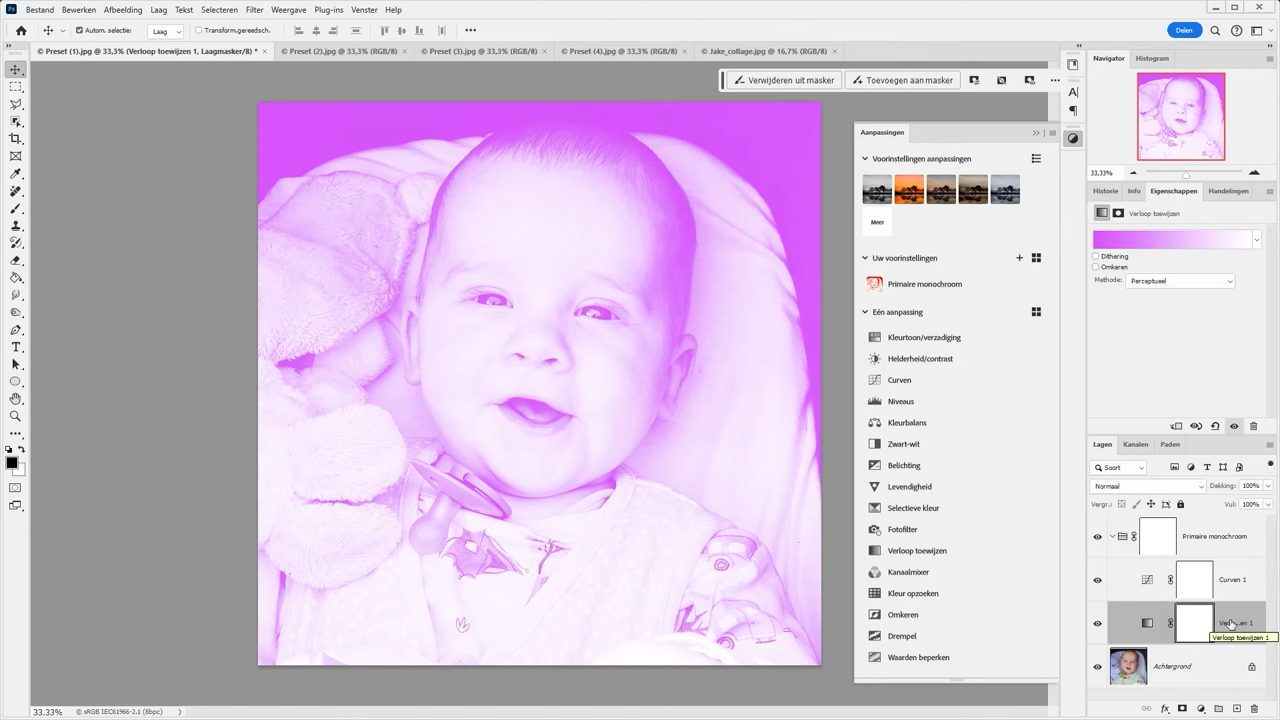 Bestand Bewerken Afbeelding Laag Tekst Selecteren Filter Weergave Plug-ins Venster Help
Autom. selectie: Laag Transform.geredsch. Delen
© Preset (1).jpg @ 33,3% (Verloop toewijzen 1, Laagmasker/8) *
© Preset (2).jpg @ 33,3% (RGB/8)
© Preset (3).jpg @ 33,3% (RGB/8)
© Preset (4).jpg @ 33,3% (RGB/8)
© Jake_collage.jpg @ 16,7% (RGB/8)
Verwijderen uit masker
Toevoegen aan masker
Aanpassingen
Voorinstellingen aanpassingen
Meer
Uw voorinstellingen
Primaire monochroom
Eén aanpassing
Kleurtoon/verzadiging
Helderheid/contrast
Curven
Niveaus
Kleurbalans
Zwart-wit
Belichting
Levendigheid
Selectieve kleur
Fotofilter
Verloop toewijzen
Kanaalmixer
Kleur opzoeken
Omkeren
Drempel
Waarden beperken
Navigator Histogram
33.33%
Historie Info Eigenschappen Handelingen
Verloop toewijzen
Dithering
Omkeren
Methode: Perceptueel
Lagen Kanalen Paden
Soort
Normaal Dekking: 100%
Vergr.: Vul: 100%
Primaire monochroom
Curven 1
Verloop toewijzen 1
Achtergrond
33.33% © sRGB IEC61966-2.1 (8bpc)